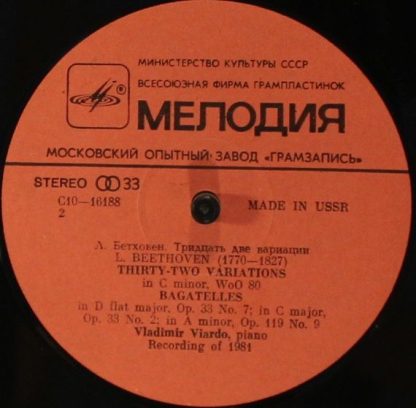 МИНИСТЕРСТВО КУЛЬТУРЫ СССР
ВСЕСОЮЗНАЯ ФИРМА ГРАМПЛАСТИНОК
МЕЛОДИЯ
МОСКОВСКИЙ ОПЫТНЫЙ ЗАВОД «ГРАМЗАПИСЬ»
STEREO 33
С10—16188
2
MADE IN USSR
Л. Бетховен. Тридцать две вариации
L. BEETHOVEN (1770—1827)
THIRTY-TWO VARIATIONS
in C minor, WoO 80
BAGATELLES
in D flat major, Op. 33 No. 7; in C major,
Op. 33 No. 2; in A minor, Op. 119 No. 9
Vladimir Viardo, piano
Recording of 1981